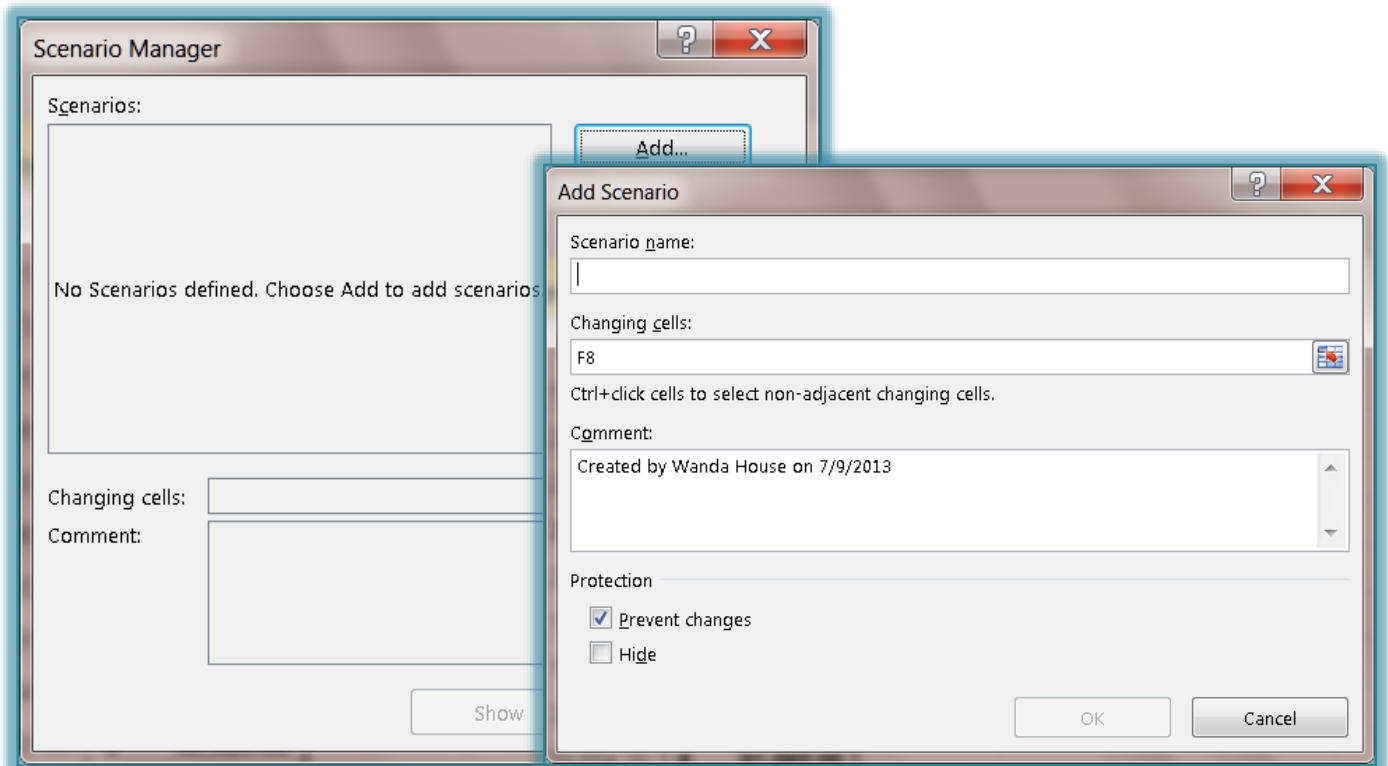 Scenario Manager
Scenarios:
Add...
No Scenarios defined. Choose Add to add scenarios.
Changing cells:
Comment:
Show
Add Scenario
Scenario name:
Changing cells:
F8
Ctrl+click cells to select non-adjacent changing cells.
Comment:
Created by Wanda House on 7/9/2013
Protection
Prevent changes
Hide
OK
Cancel